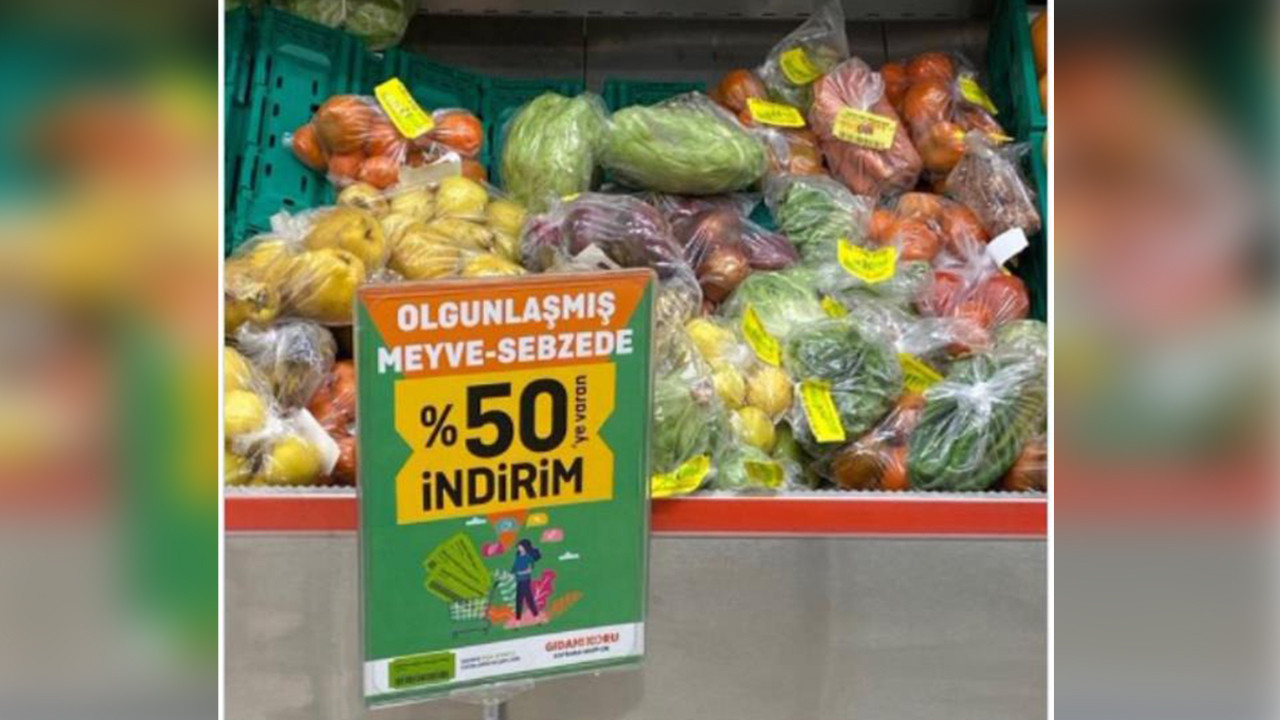 OLGUNLAŞMIŞ
MEYVE-SEBZEDE
%50'ye varan
İNDİRİM
GIDANI KORU